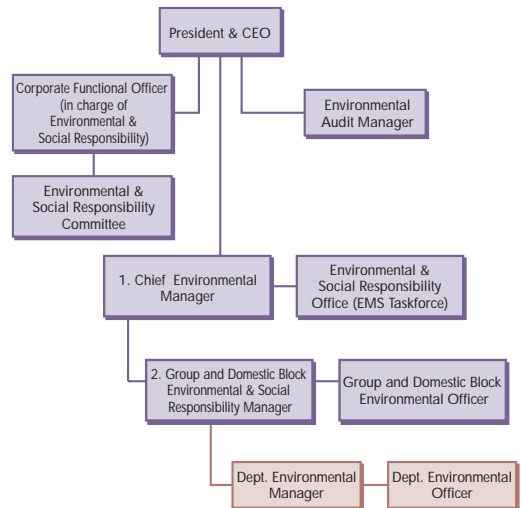 President & CEO
Corporate Functional Officer
(in charge of
Environmental &
Social Responsibility)
Environmental
Audit Manager
Environmental &
Social Responsibility
Committee
1. Chief Environmental
Manager
Environmental &
Social Responsibility
Office (EMS Taskforce)
2. Group and Domestic Block
Environmental & Social
Responsibility Manager
Group and Domestic Block
Environmental Officer
Dept. Environmental
Manager
Dept. Environmental
Officer